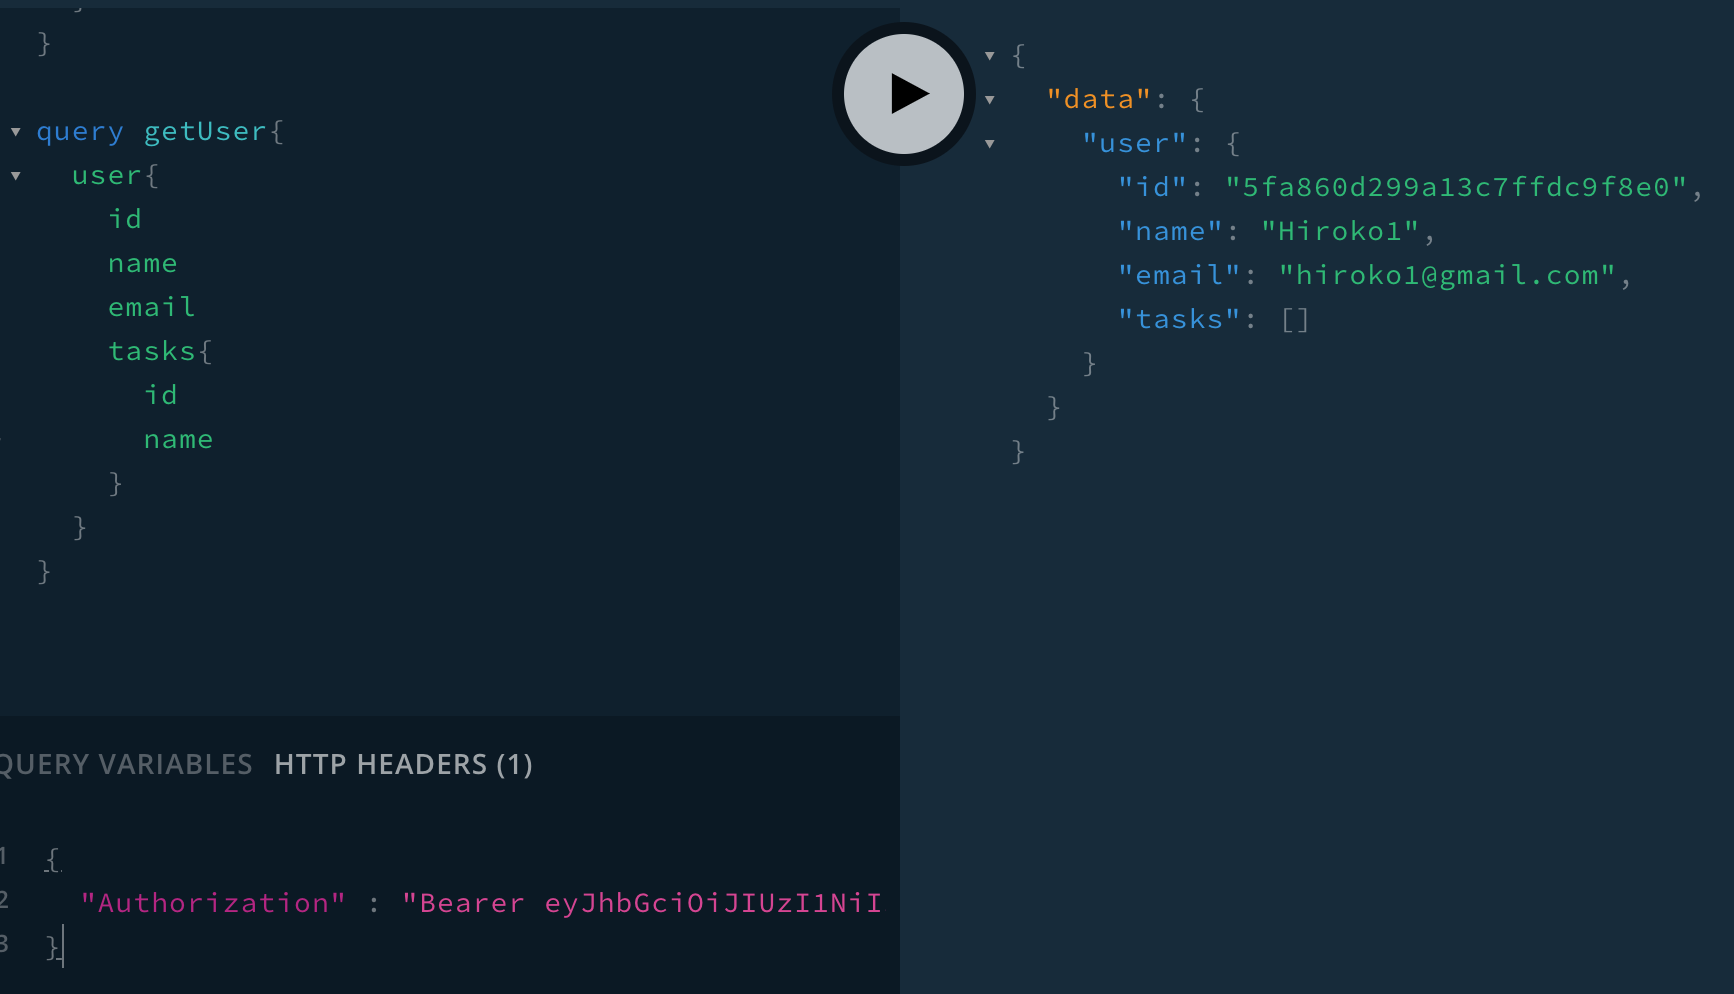 }
query getUser{
user{
id
name
email
tasks{
id
name
}
}
}
QUERY VARIABLES HTTP HEADERS (1)
1 {
2 "Authorization" : "Bearer eyJhbGciOiJIUzI1NiI
3 }
{
"data": {
"user": {
"id": "5fa860d299a13c7ffdc9f8e0",
"name": "Hiroko1",
"email": "hiroko1@gmail.com",
"tasks": []
}
}
}